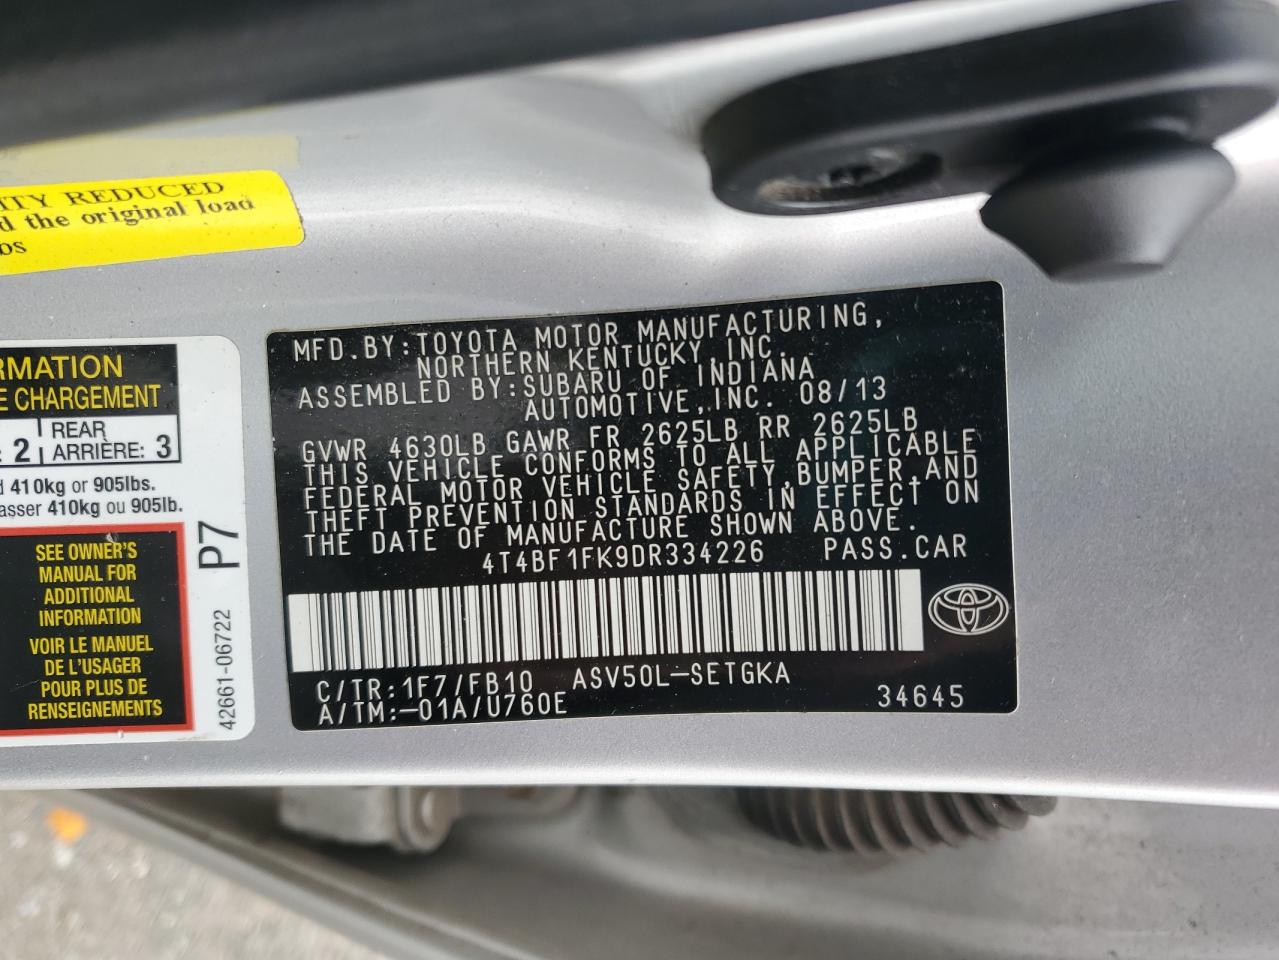 ITY REDUCED
d the original load
bs
RMATION
E CHARGEMENT
: 2 REAR
ARRIÈRE: 3
d 410kg or 905lbs.
asser 410kg ou 905lb.
SEE OWNER'S
MANUAL FOR
ADDITIONAL
INFORMATION
VOIR LE MANUEL
DE L'USAGER
POUR PLUS DE
RENSEIGNEMENTS
P7
42661-06722
MFD.BY:TOYOTA MOTOR MANUFACTURING,
NORTHERN KENTUCKY,INC.
ASSEMBLED BY:SUBARU OF INDIANA
AUTOMOTIVE,INC. 08/13
GVWR 4630LB GAWR FR 2625LB RR 2625LB
THIS VEHICLE CONFORMS TO ALL APPLICABLE
FEDERAL MOTOR VEHICLE SAFETY,BUMPER,AND
THEFT PREVENTION STANDARDS IN EFFECT ON
THE DATE OF MANUFACTURE SHOWN ABOVE.
4T4BF1FK9DR334226 PASS.CAR
C/TR:1F7/FB10 ASV50L-SETGKA
A/TM:-01A/U760E 34645